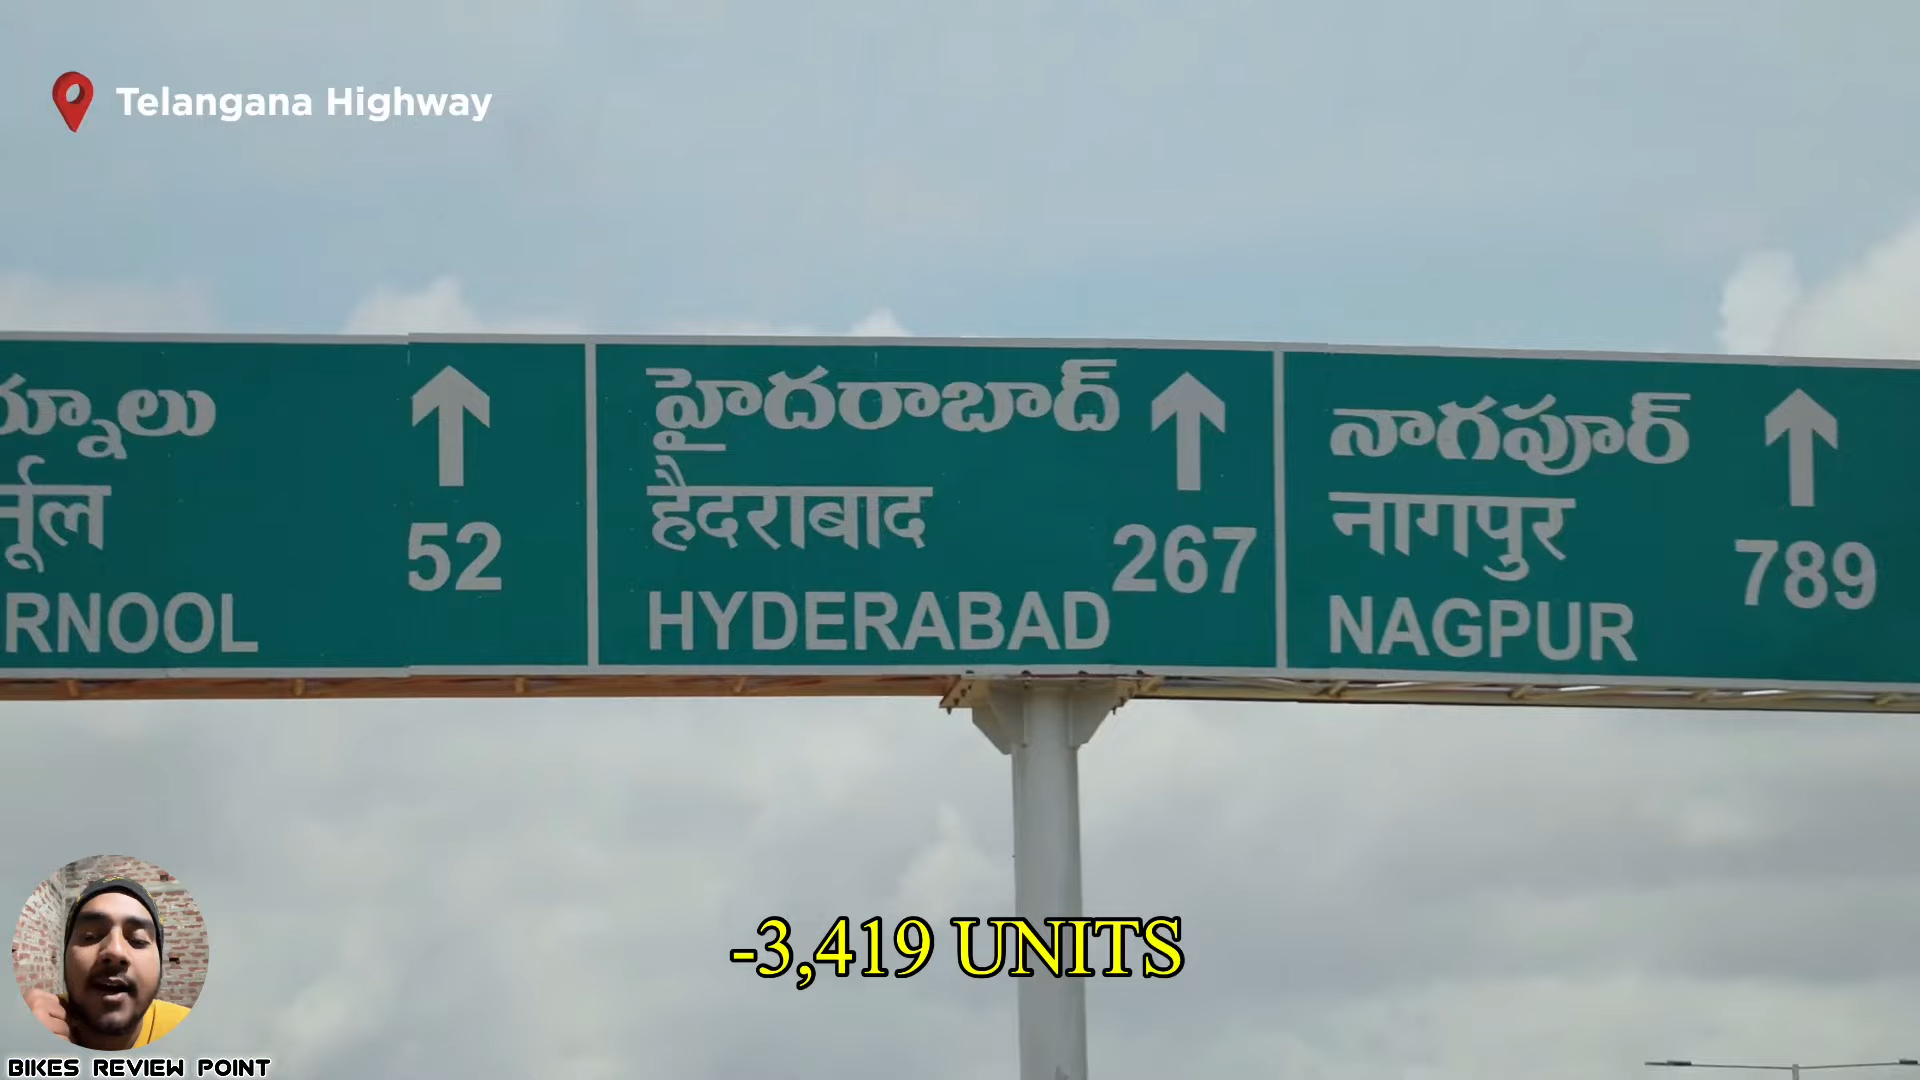 Telangana Highway
ర్నూలు
र्नूल
RNOOL
52
హైదరాబాద్
हैदराबाद
HYDERABAD
267
నాగపూర్
नागपुर
NAGPUR
789
-3,419 UNITS
BIKES REVIEW POINT